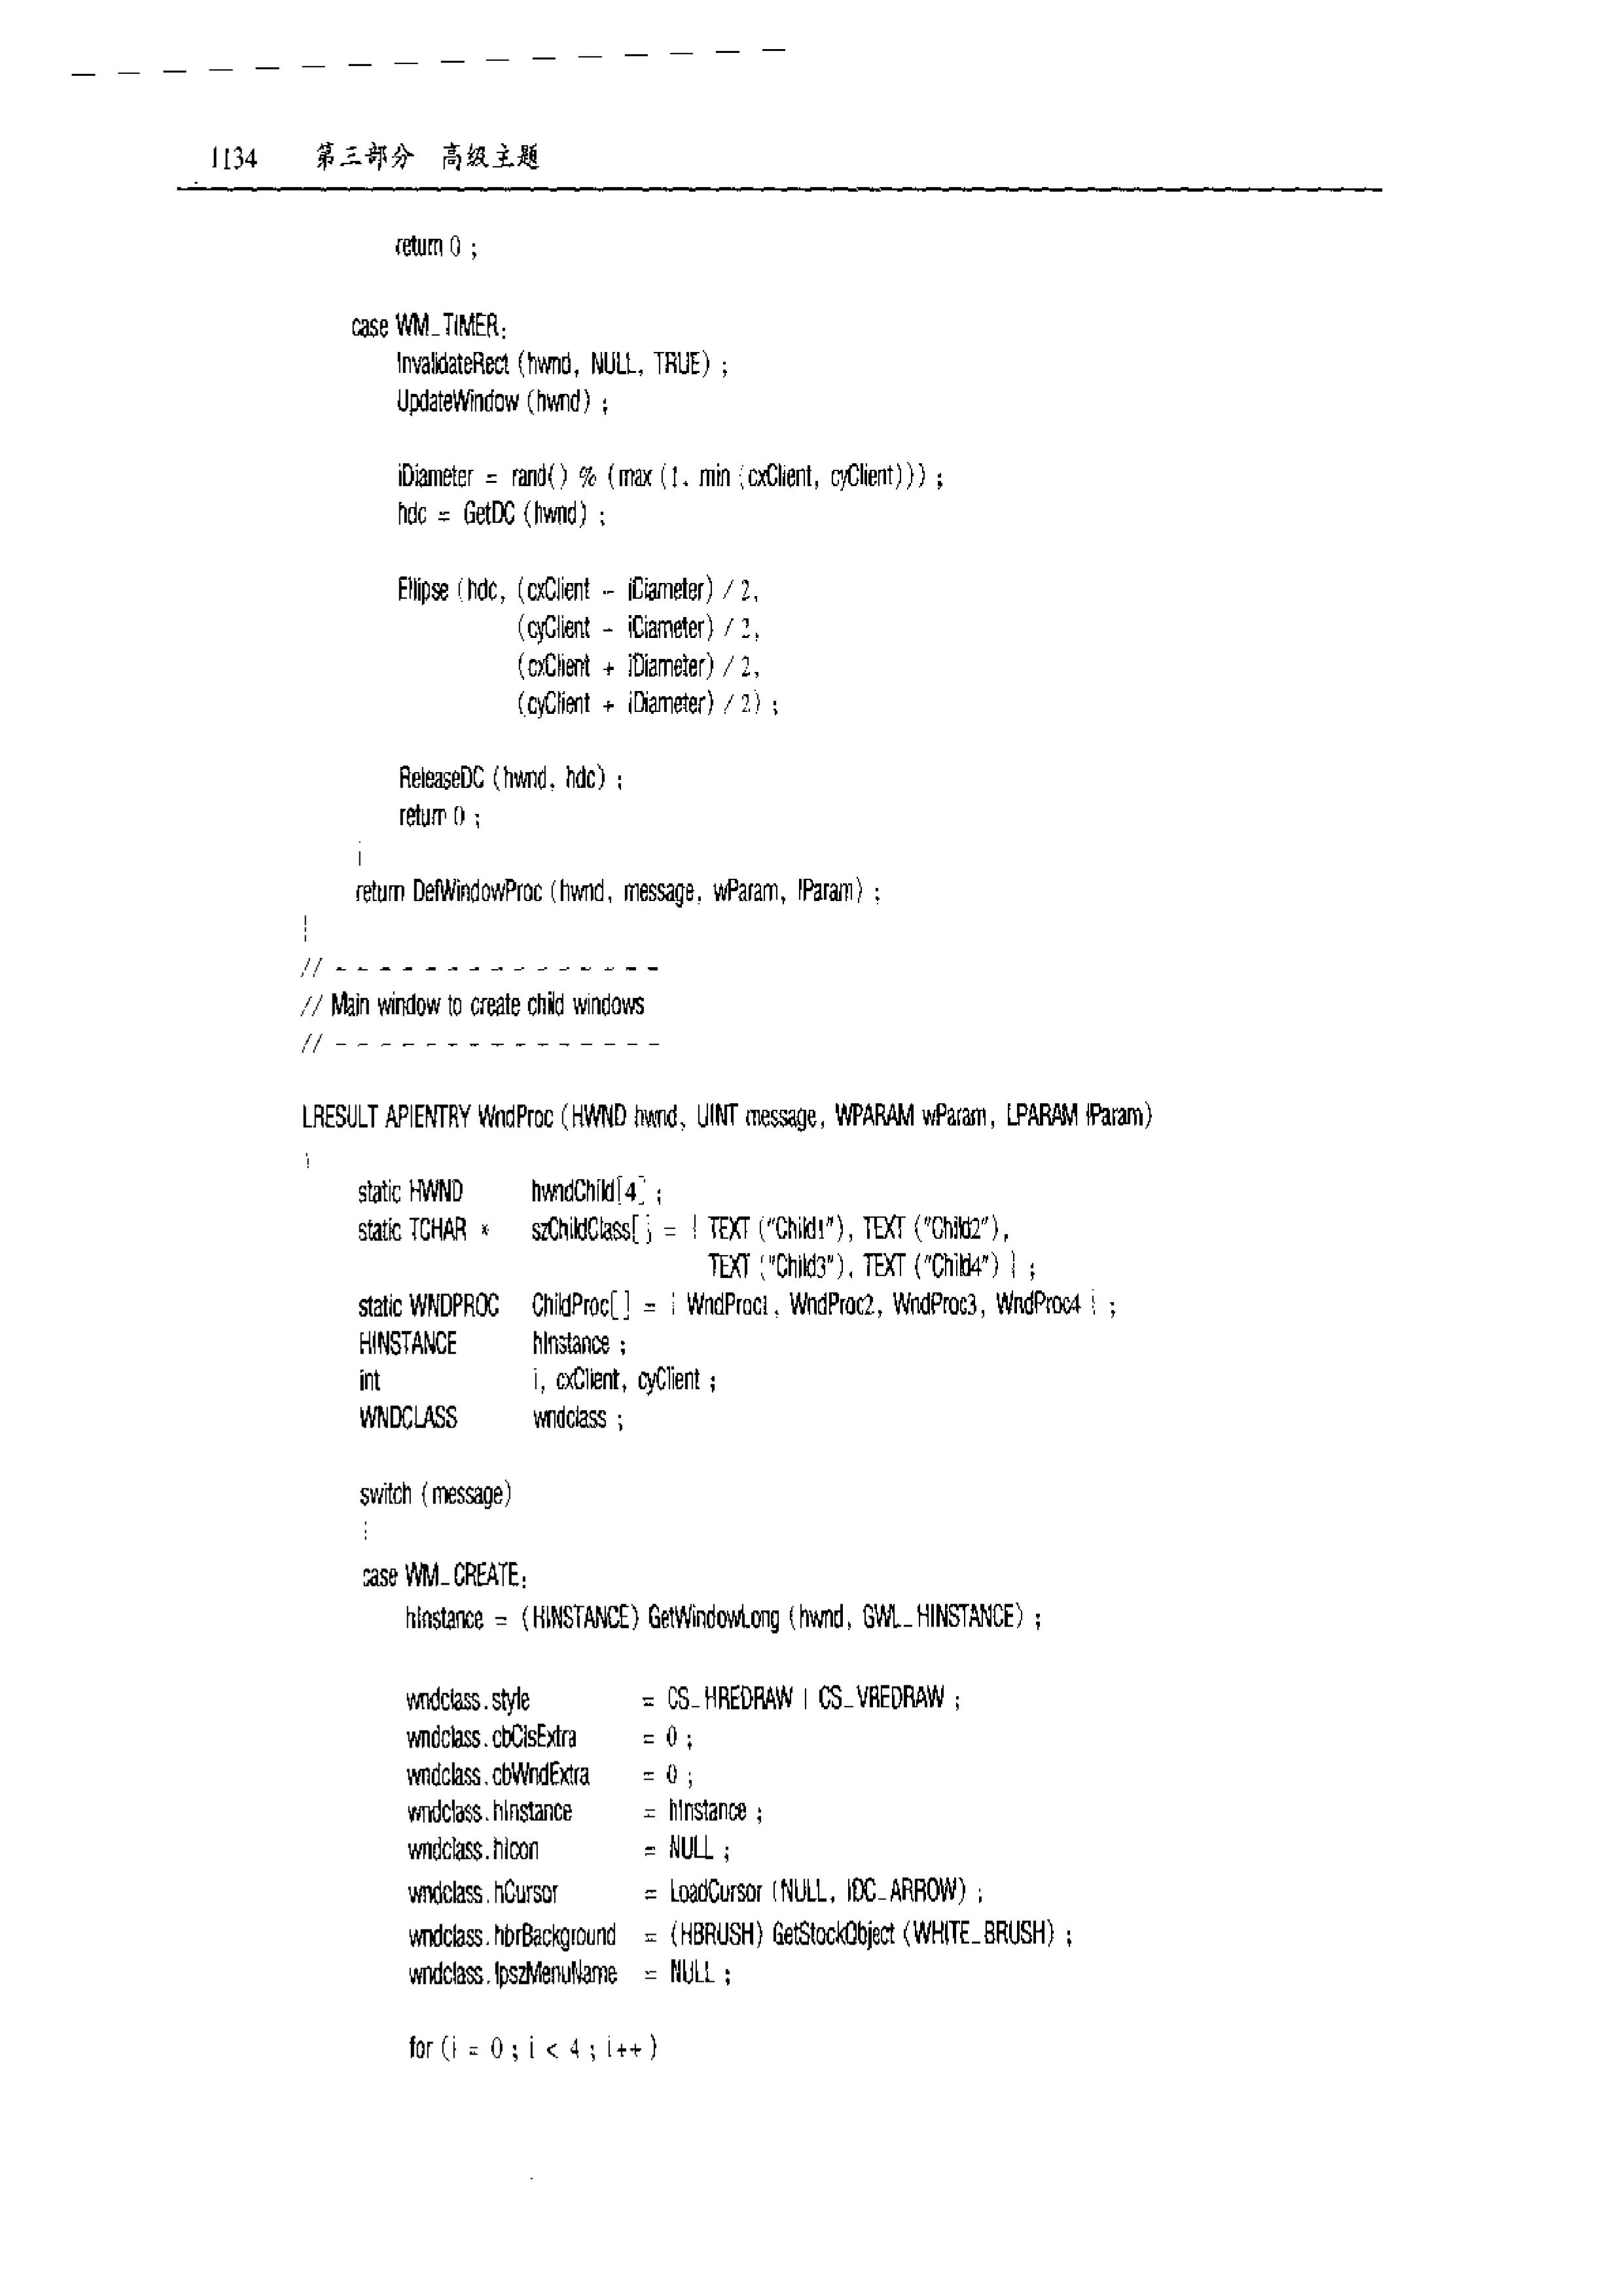 1134 第三部分 高级主题
return 0 ;
case WM_TIMER:
InvalidateRect (hwnd, NULL, TRUE) ;
UpdateWindow (hwnd) ;
iDiameter = rand() % (max (1, min (cxClient, cyClient))) ;
hdc = GetDC (hwnd) ;
Ellipse (hdc, (cxClient - iDiameter) / 2,
(cyClient - iDiameter) / 2,
(cxClient + iDiameter) / 2,
(cyClient + iDiameter) / 2) ;
ReleaseDC (hwnd, hdc) ;
return 0 ;
}
return DefWindowProc (hwnd, message, wParam, lParam) ;
}
// - - - - - - - - - - - - - - -
// Main window to create child windows
// - - - - - - - - - - - - - - -
LRESULT APIENTRY WndProc (HWND hwnd, UINT message, WPARAM wParam, LPARAM lParam)
{
static HWND hwndChild[4] ;
static TCHAR * szChildClass[] = { TEXT ("Child1"), TEXT ("Child2"),
TEXT ("Child3"), TEXT ("Child4") } ;
static WNDPROC ChildProc[] = { WndProc1, WndProc2, WndProc3, WndProc4 } ;
HINSTANCE hInstance ;
int i, cxClient, cyClient ;
WNDCLASS wndclass ;
switch (message)
{
case WM_CREATE:
hInstance = (HINSTANCE) GetWindowLong (hwnd, GWL_HINSTANCE) ;
wndclass.style = CS_HREDRAW | CS_VREDRAW ;
wndclass.cbClsExtra = 0 ;
wndclass.cbWndExtra = 0 ;
wndclass.hInstance = hInstance ;
wndclass.hIcon = NULL ;
wndclass.hCursor = LoadCursor (NULL, IDC_ARROW) ;
wndclass.hbrBackground = (HBRUSH) GetStockObject (WHITE_BRUSH) ;
wndclass.lpszMenuName = NULL ;
for (i = 0 ; i < 4 ; i++ )